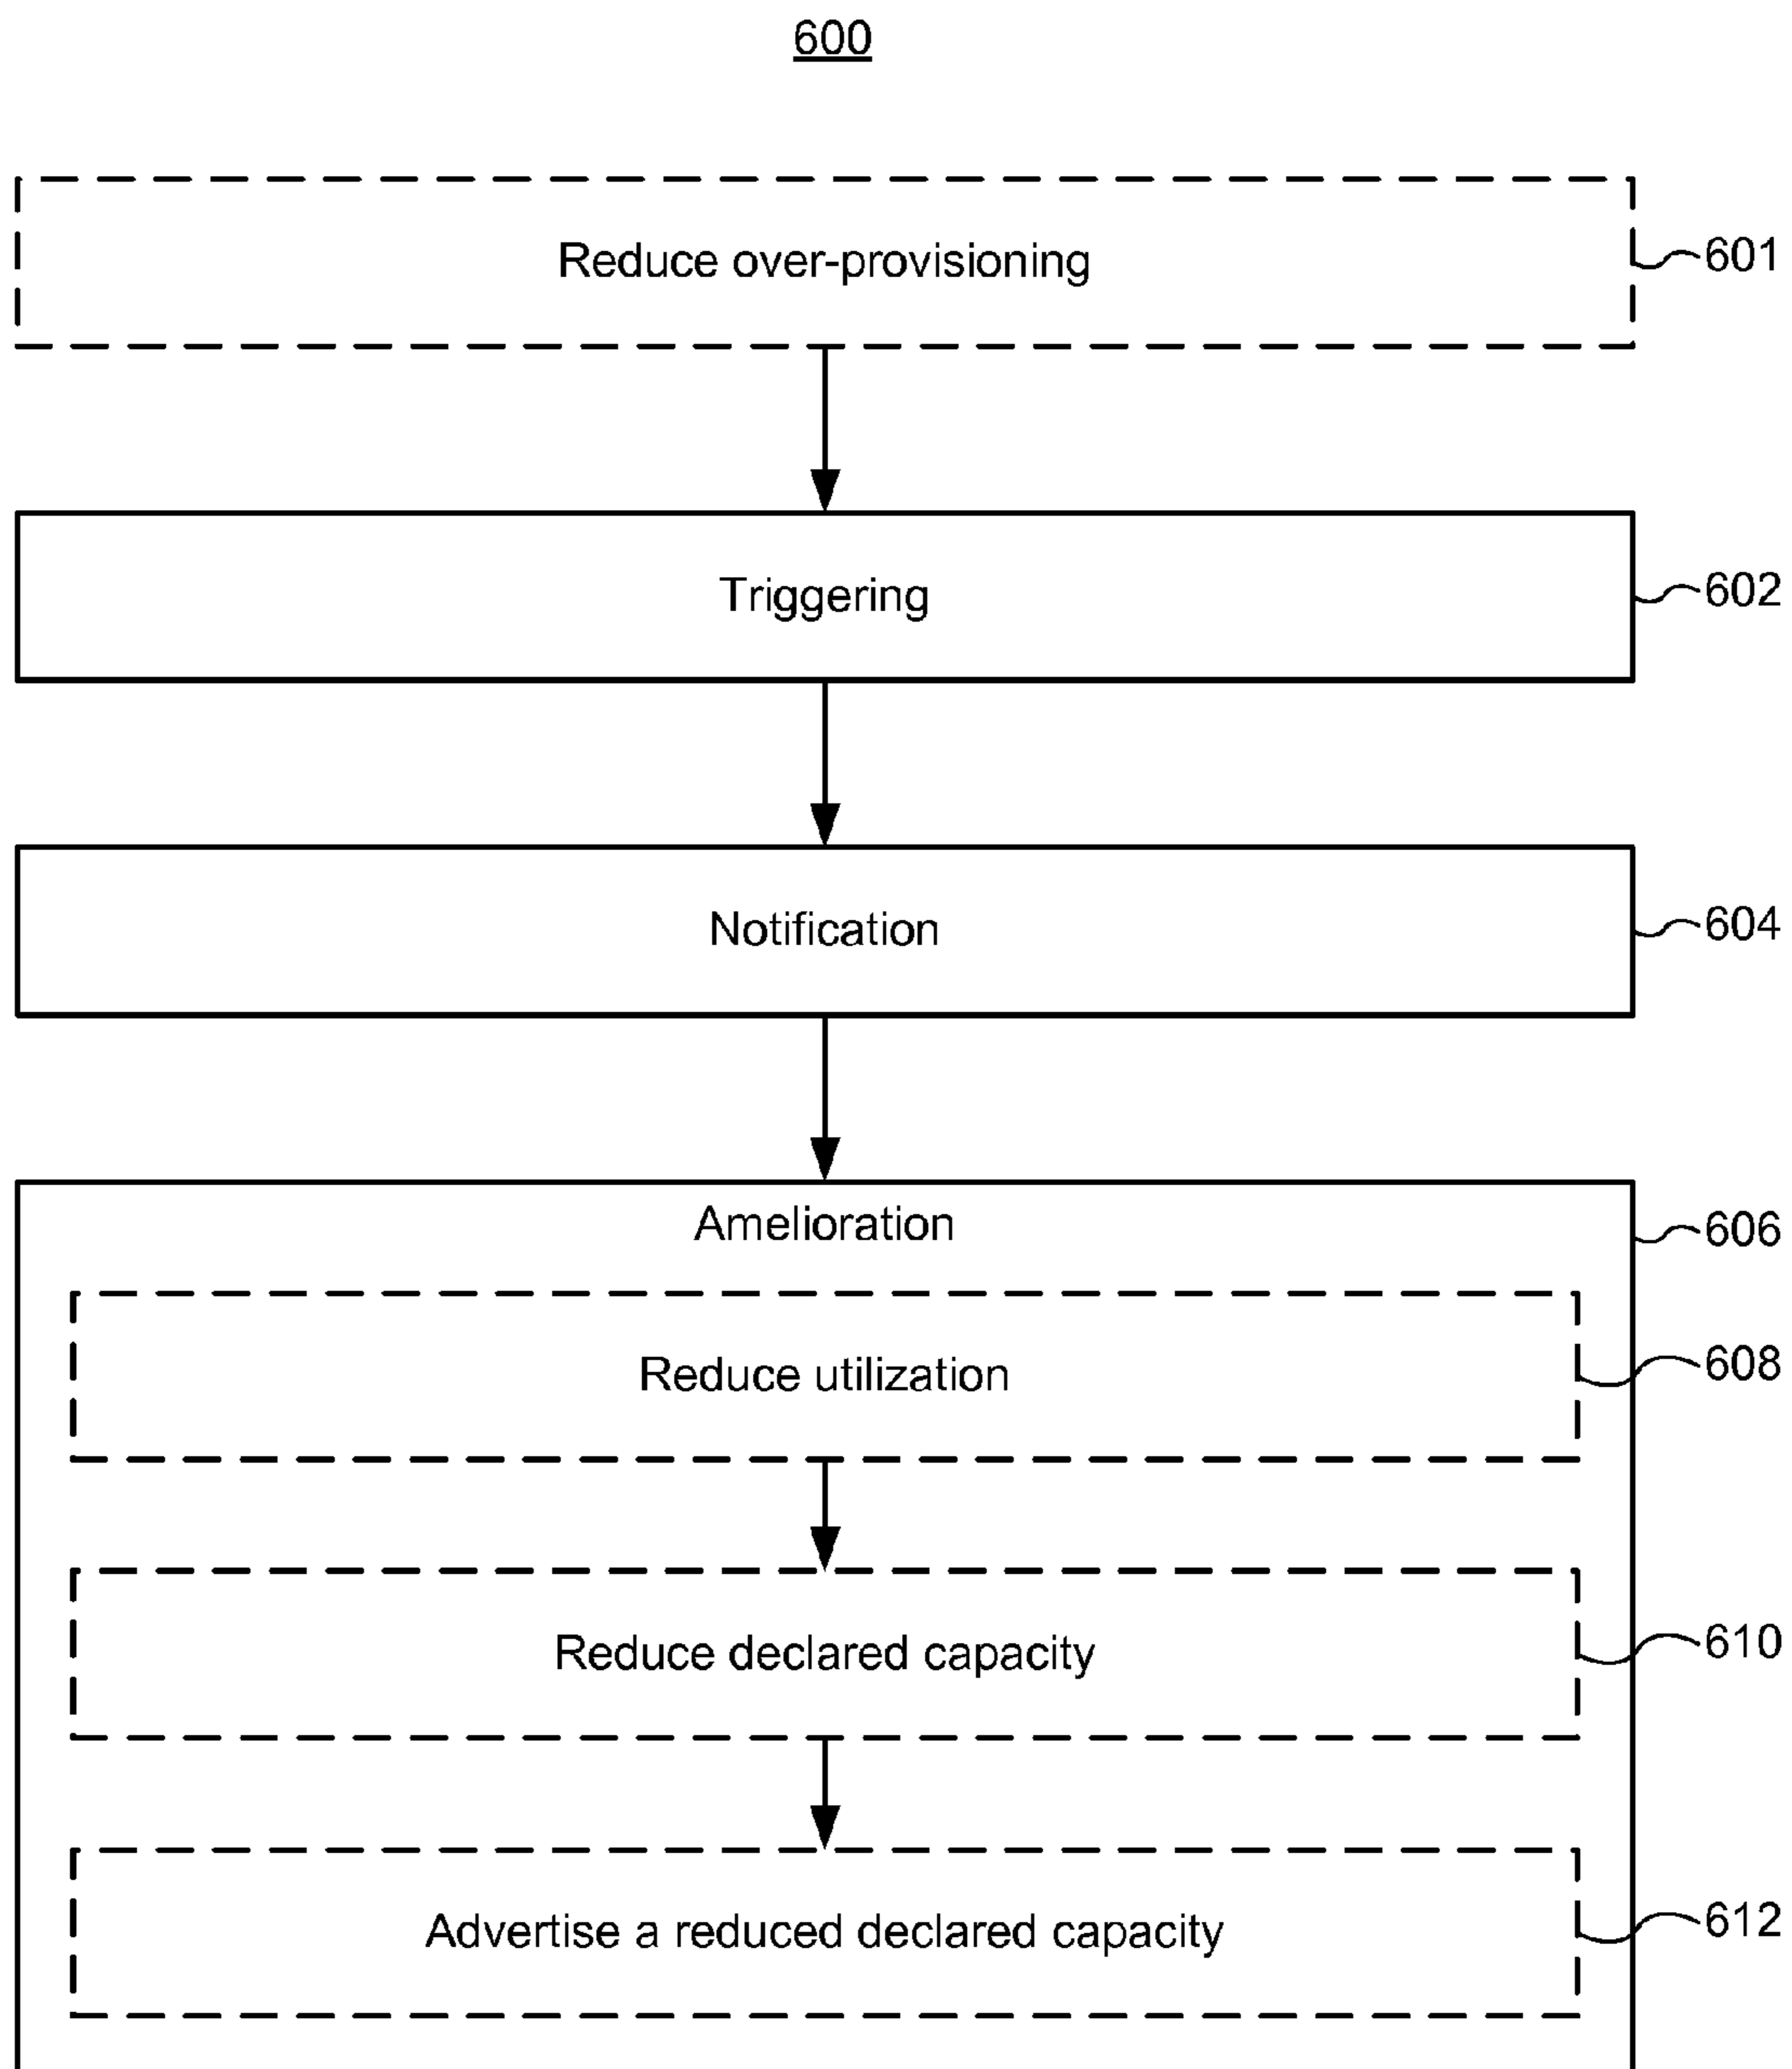 600
Reduce over-provisioning
601
Triggering
602
Notification
604
Amelioration
606
Reduce utilization
608
Reduce declared capacity
610
Advertise a reduced declared capacity
612